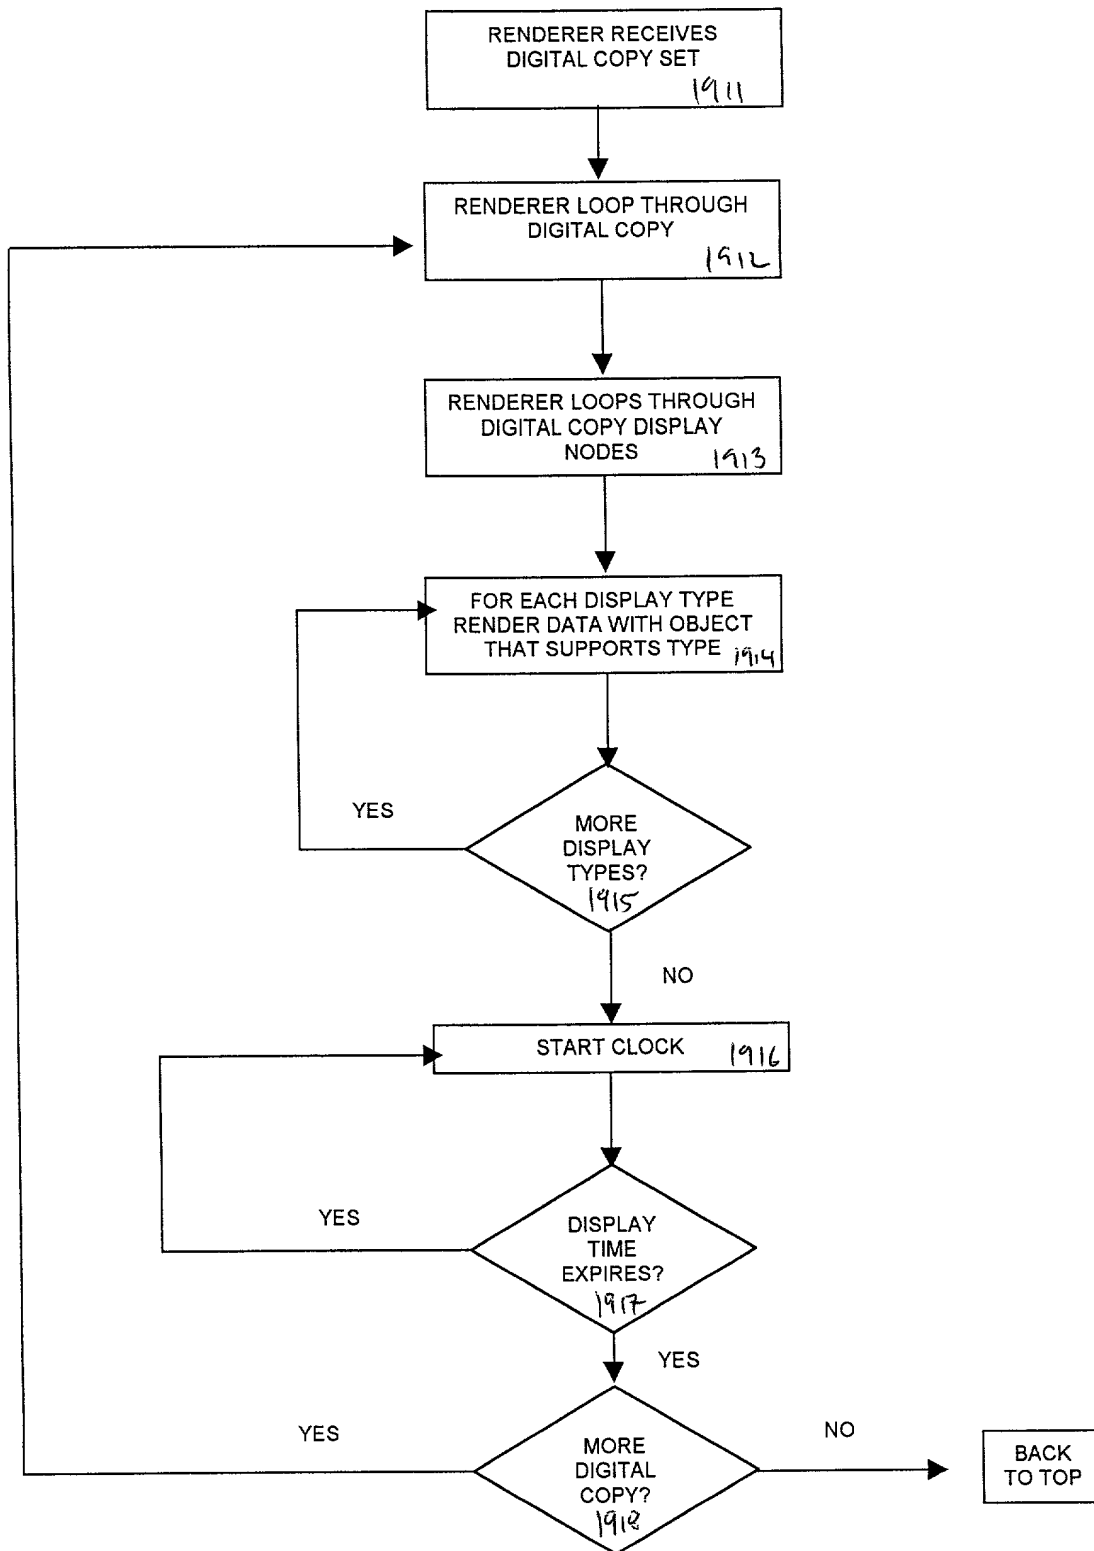 RENDERER RECEIVES
DIGITAL COPY SET
1911
RENDERER LOOP THROUGH
DIGITAL COPY
1912
RENDERER LOOPS THROUGH
DIGITAL COPY DISPLAY
NODES
1913
FOR EACH DISPLAY TYPE
RENDER DATA WITH OBJECT
THAT SUPPORTS TYPE
1914
YES
MORE
DISPLAY
TYPES?
1915
NO
START CLOCK
1916
YES
DISPLAY
TIME
EXPIRES?
1917
YES
YES
MORE
DIGITAL
COPY?
1918
NO
BACK
TO TOP